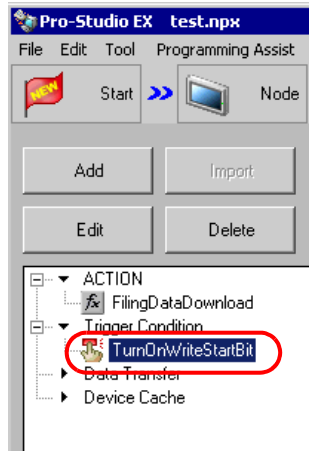 Pro-Studio EX test.npx
File Edit Tool Programming Assist
NEW Start Node
Add Import
Edit Delete
ACTION
fx FilingDataDownload
Trigger Condition
TurnOnWriteStartBit
Data Transfer
Device Cache